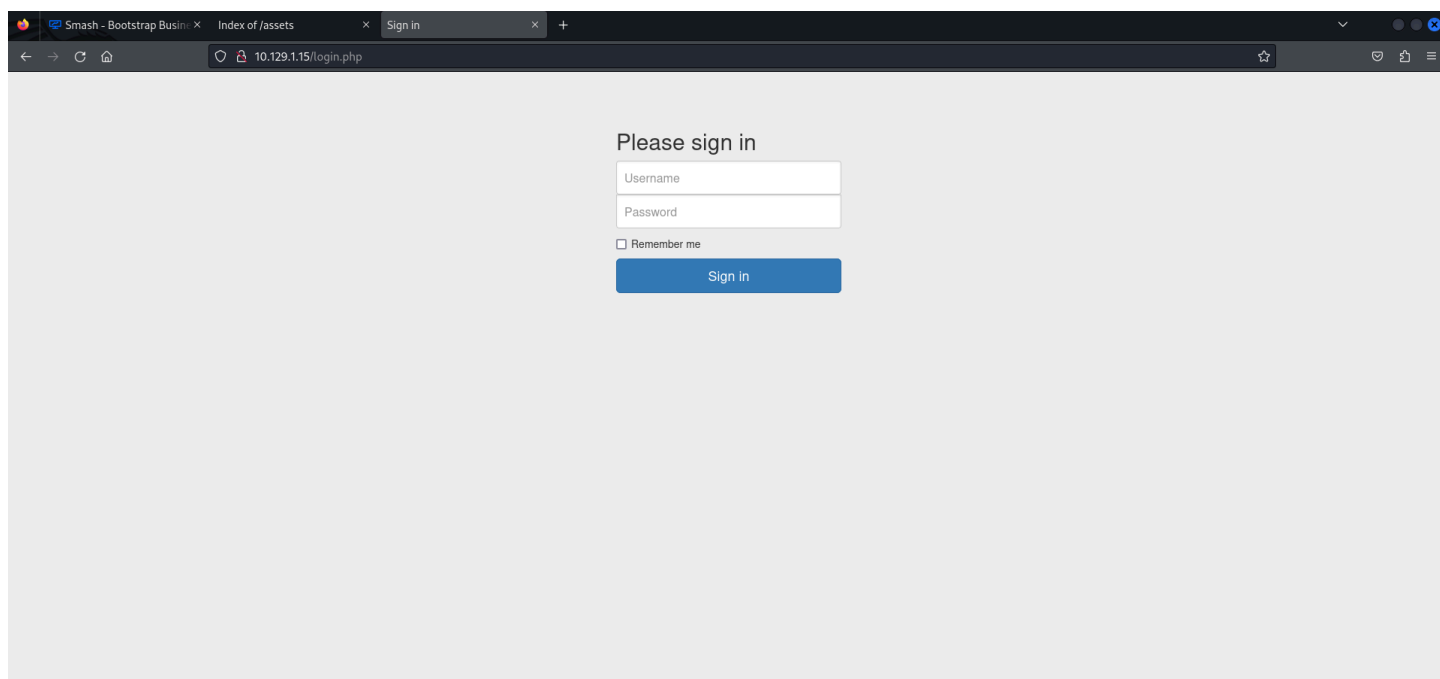 Smash - Bootstrap Busine
Index of /assets
Sign in
10.129.1.15/login.php
Please sign in
Username
Password
Remember me
Sign in